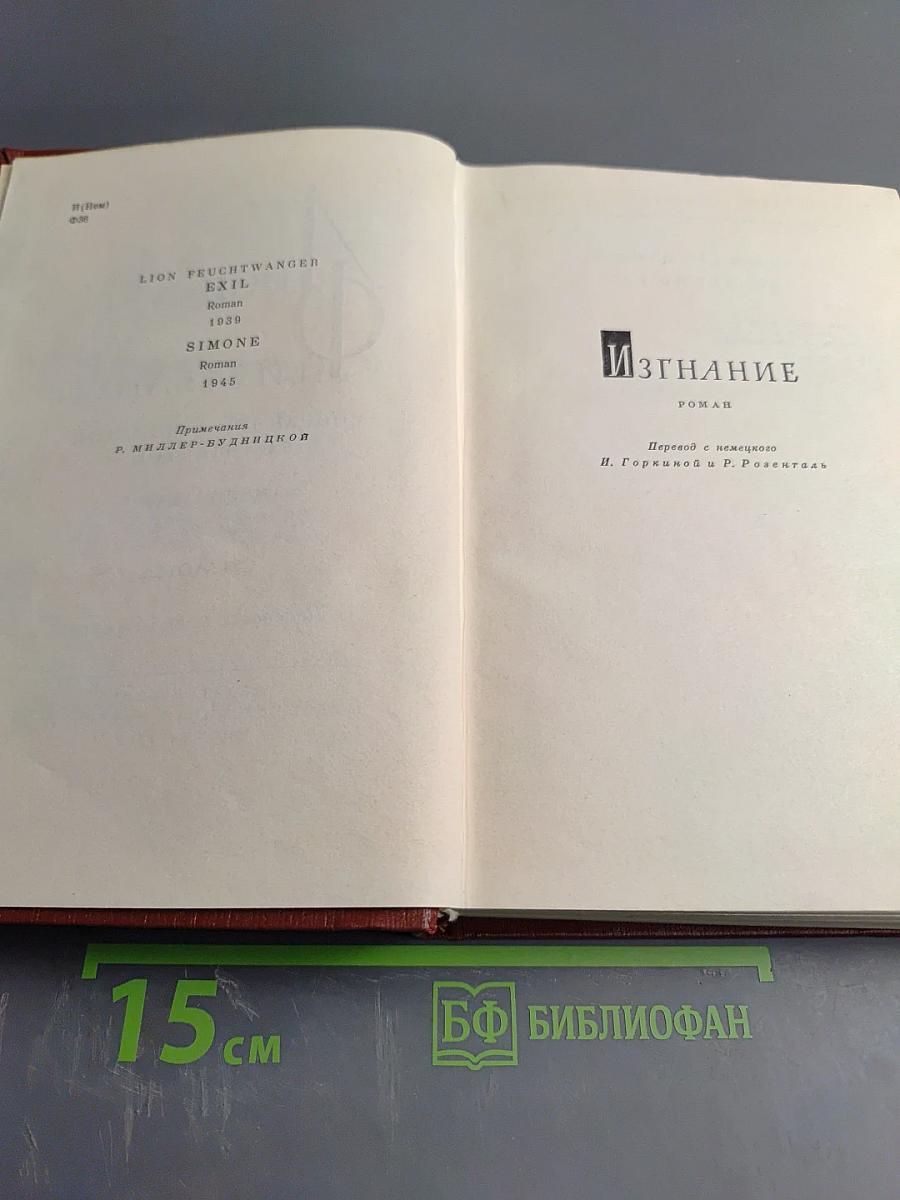 И(Нем)
Ф36
LION FEUCHTWANGER
EXIL
Roman
1939
SIMONE
Roman
1945
Примечания
Р. МИЛЛЕР-БУДНИЦКОЙ
ИЗГНАНИЕ
РОМАН
Перевод с немецкого
И. Горкиной и Р. Розенталь
15 см
БФ БИБЛИОФАН